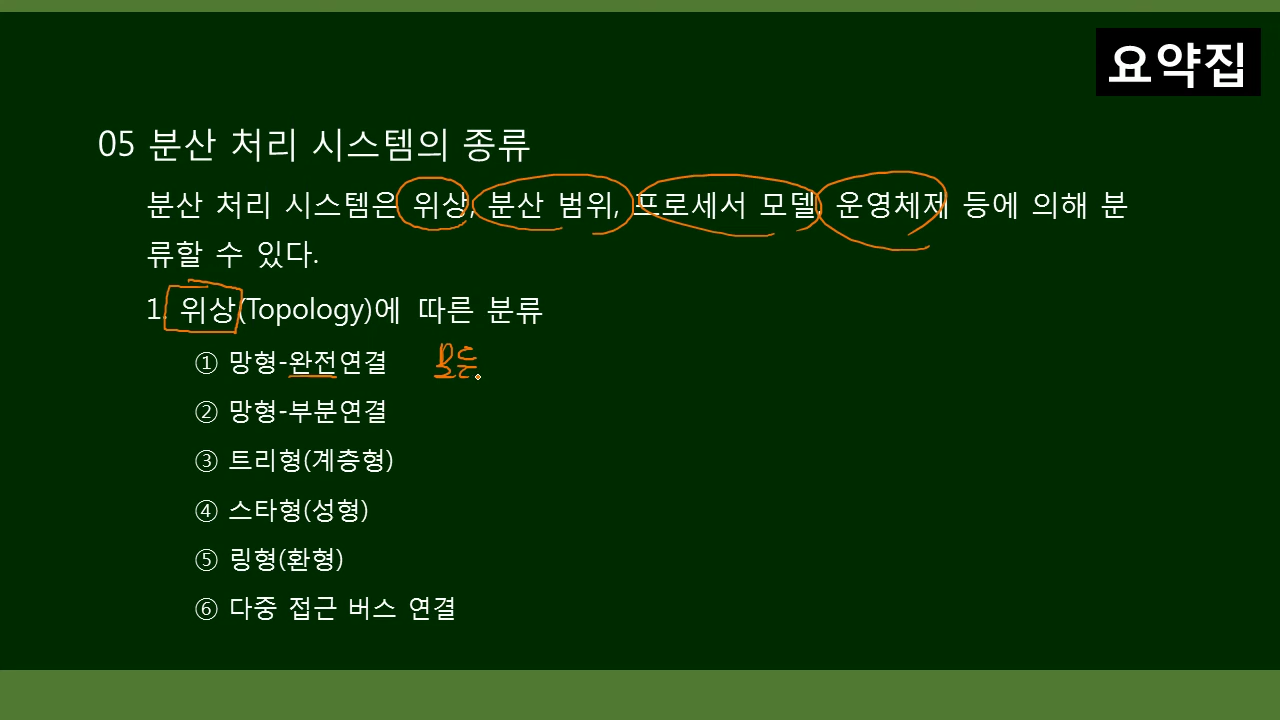 요약집
05 분산 처리 시스템의 종류
분산 처리 시스템은 위상, 분산 범위, 프로세서 모델, 운영체제 등에 의해 분
류할 수 있다.
1. 위상(Topology)에 따른 분류
① 망형-완전연결 모든
② 망형-부분연결
③ 트리형(계층형)
④ 스타형(성형)
⑤ 링형(환형)
⑥ 다중 접근 버스 연결